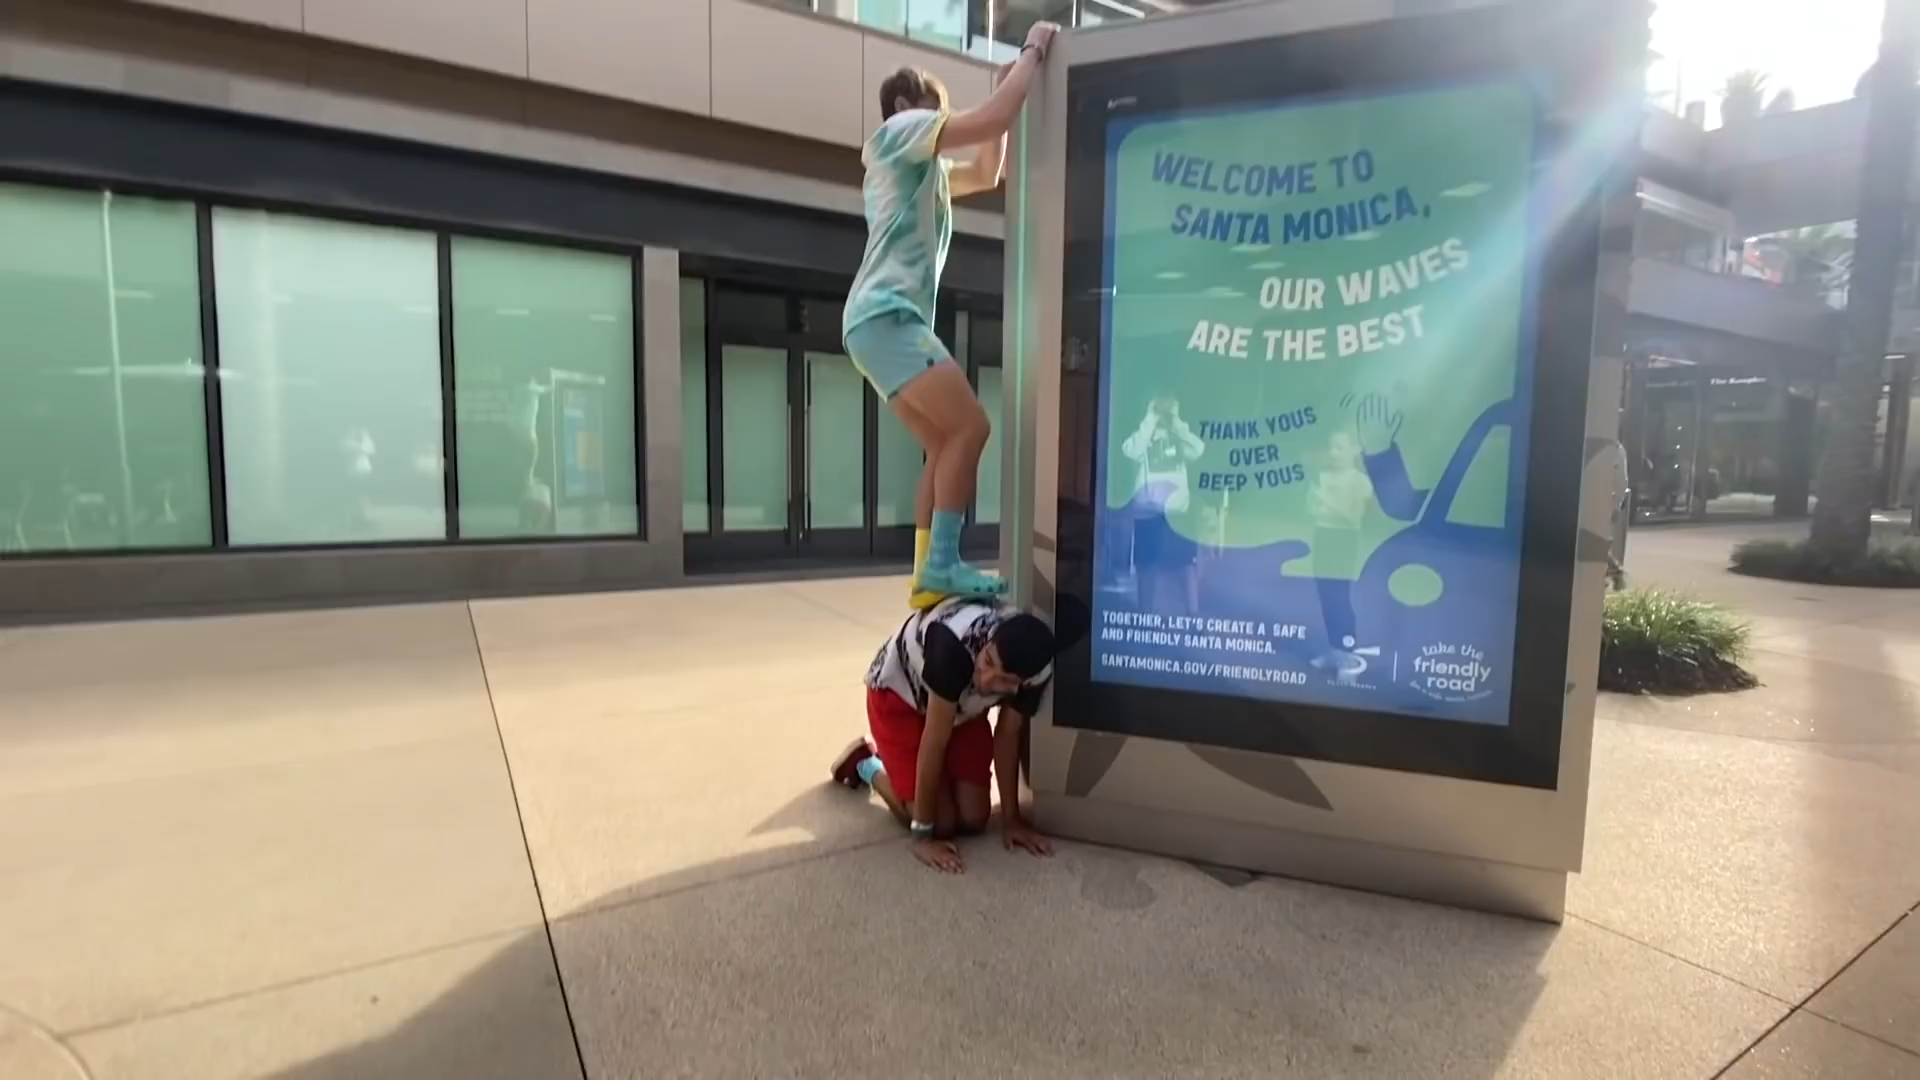 WELCOME TO
SANTA MONICA,
OUR WAVES
ARE THE BEST
THANK YOUS
OVER
BEEP YOUS
TOGETHER, LET'S CREATE A SAFE
AND FRIENDLY SANTA MONICA.
SANTAMONICA.GOV/FRIENDLYROAD
take the
friendly
road